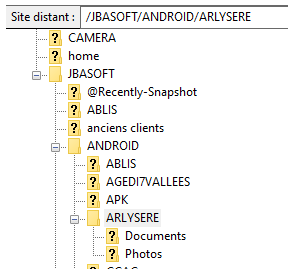 Site distant : /JBASOFT/ANDROID/ARLYSERE
? CAMERA
? home
JBASOFT
? @Recently-Snapshot
? ABLIS
? anciens clients
ANDROID
? ABLIS
? AGEDI7VALLEES
? APK
ARLYSERE
? Documents
? Photos